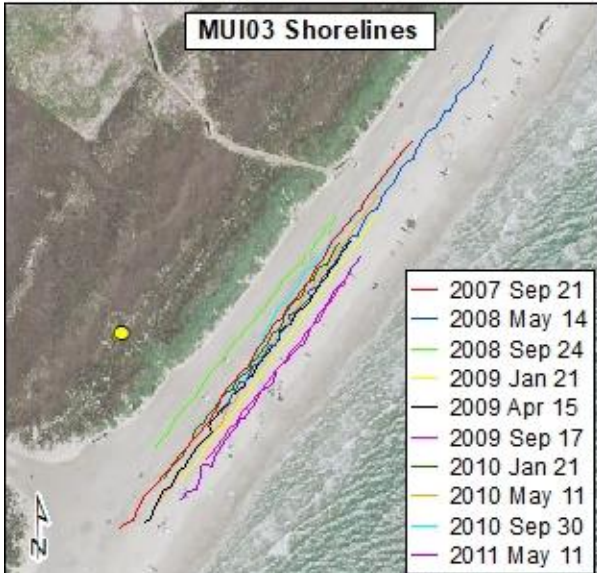 MUI03 Shorelines
2007 Sep 21
2008 May 14
2008 Sep 24
2009 Jan 21
2009 Apr 15
2009 Sep 17
2010 Jan 21
2010 May 11
2010 Sep 30
2011 May 11
N